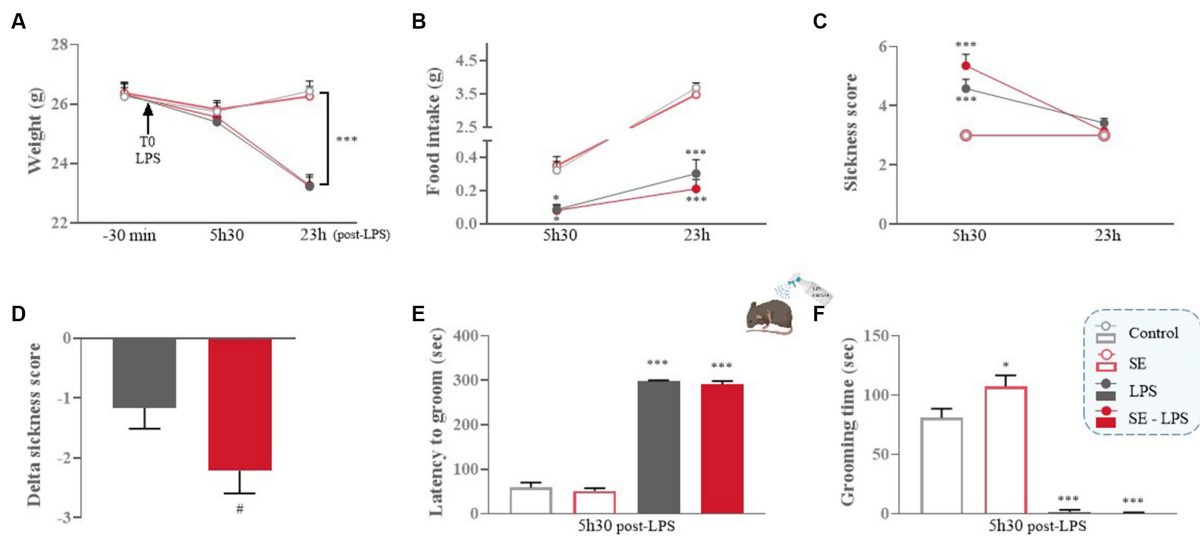 A
Weight (g)
28
26
24
22
T0
LPS
***
-30 min 5h30 23h (post-LPS)
B
Food intake (g)
4.5
3.5
2.5
0.4
0.2
0.0
*
*
***
***
5h30 23h
C
Sickness score
6
4
2
0
***
***
5h30 23h
D
Delta sickness score
-0
-1
-2
-3
#
E
Latency to groom (sec)
400
300
200
100
0
***
***
5h30 post-LPS
F
Grooming time (sec)
150
100
50
0
*
***
***
5h30 post-LPS
Control
SE
LPS
SE - LPS